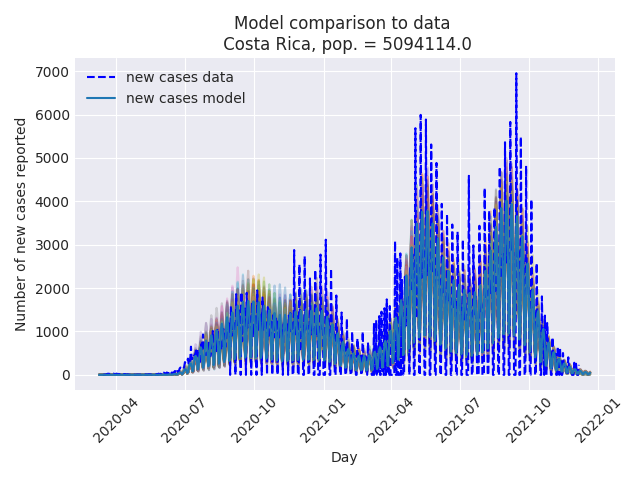 Model comparison to data
Costa Rica, pop. = 5094114.0
new cases data
new cases model
7000
6000
5000
4000
3000
2000
1000
0
Number of new cases reported
2020-04
2020-07
2020-10
2021-01
2021-04
2021-07
2021-10
2022-01
Day